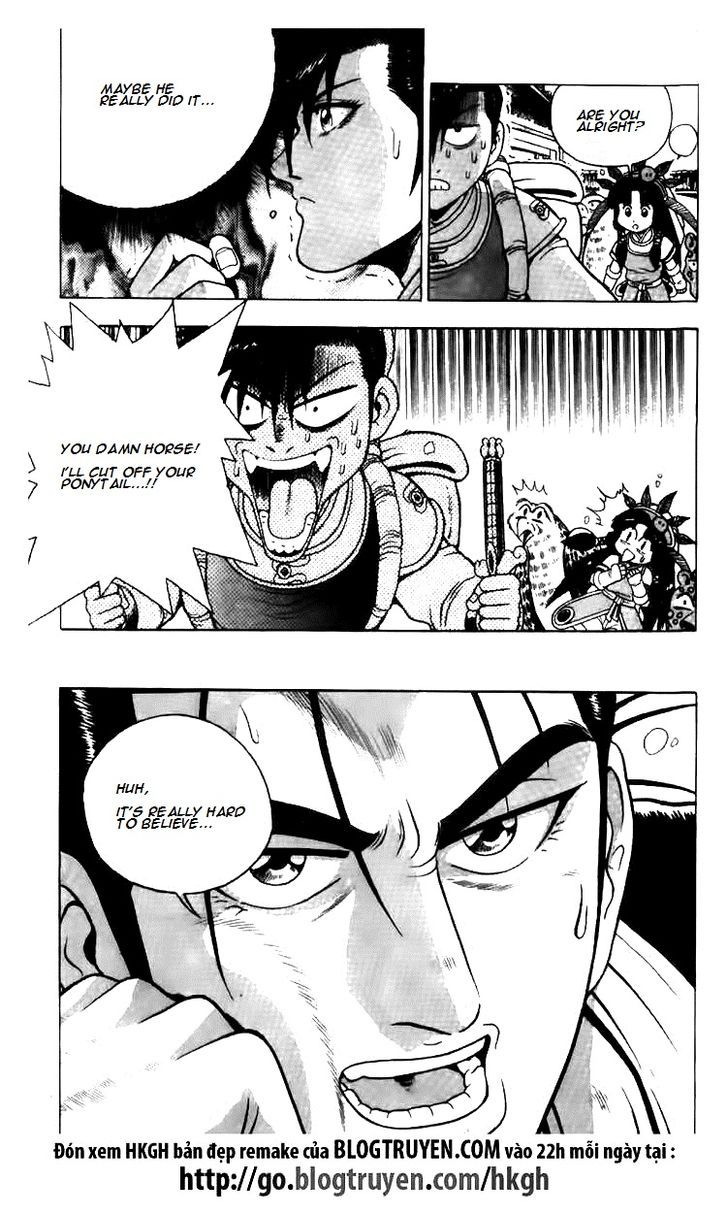 MAYBE HE
REALLY DID IT...
ARE YOU
ALRIGHT?
YOU DAMN HORSE!
I'LL CUT OFF YOUR
PONYTAIL...!!
HUH,
IT'S REALLY HARD
TO BELIEVE...
Đón xem HKGH bản đẹp remake của BLOGTRUYEN.COM vào 22h mỗi ngày tại :
http://go.blogtruyen.com/hkgh